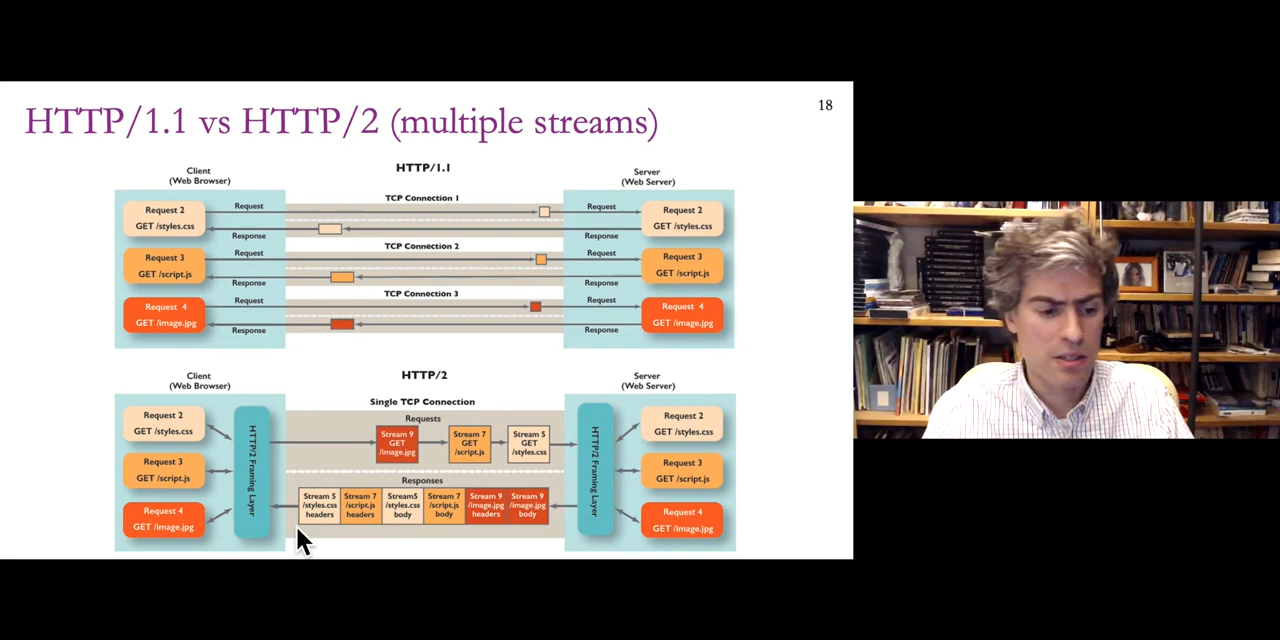 HTTP/1.1 vs HTTP/2 (multiple streams)
18
HTTP/1.1
Client
(Web Browser)
Server
(Web Server)
TCP Connection 1
Request 2
GET /styles.css
Request
Response
Request
Response
Request 2
GET /styles.css
TCP Connection 2
Request 3
GET /script.js
Request
Response
Request
Response
Request 3
GET /script.js
TCP Connection 3
Request 4
GET /image.jpg
Request
Response
Request
Response
Request 4
GET /image.jpg
HTTP/2
Client
(Web Browser)
Server
(Web Server)
Single TCP Connection
Requests
Request 2
GET /styles.css
Request 3
GET /script.js
Request 4
GET /image.jpg
HTTP/2 Framing Layer
Stream 9
GET
/image.jpg
Stream 7
GET
/script.js
Stream 5
GET
/styles.css
Responses
Stream 5
/styles.css
headers
Stream 7
/script.js
headers
Stream5
/styles.css
body
Stream 7
/script.js
body
Stream 9
/image.jpg
headers
Stream 9
/image.jpg
body
HTTP/2 Framing Layer
Request 2
GET /styles.css
Request 3
GET /script.js
Request 4
GET /image.jpg